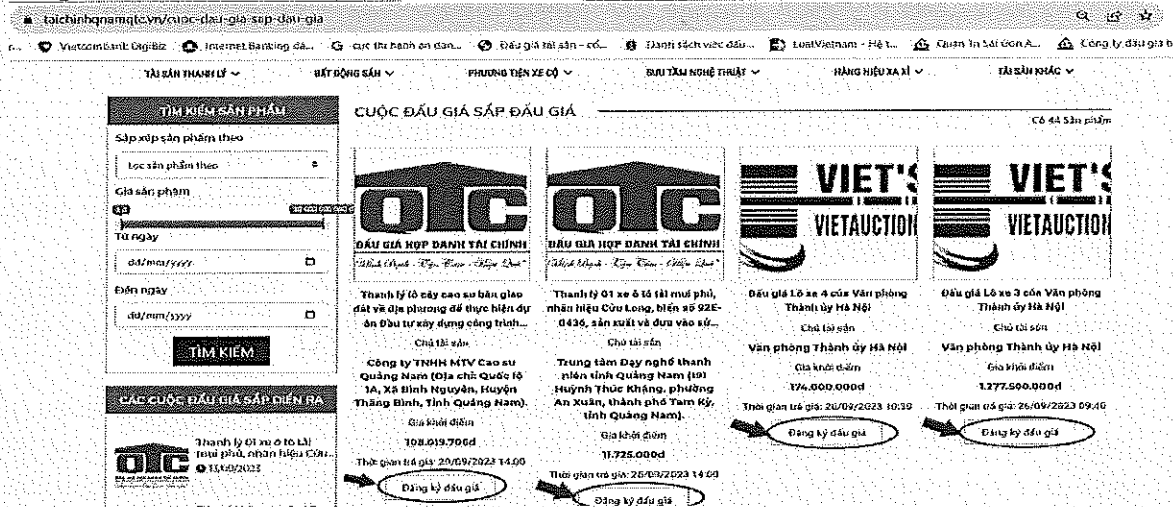 taichinhqnamqtc.vn/cuoc-dau-gia-sap-dau-gia
Vietcombank DigiBiz
Internet Banking dà...
cục thi hành án dân...
Đấu giá tài sản - cổ...
Danh sách việc đấu...
LuatVietnam - Hệ t...
Quán Ăn Sài Gòn A...
Công ty đấu giá h
TÀI SẢN THANH LÝ
BẤT ĐỘNG SẢN
PHƯƠNG TIỆN XE CỘ
SƯU TẦM NGHỆ THUẬT
HÀNG HIỆU XA XỈ
TÀI SẢN KHÁC
TÌM KIẾM SẢN PHẨM
Sắp xếp sản phẩm theo
Lọc sản phẩm theo
Giá sản phẩm
Từ ngày
dd/mm/yyyy
Đến ngày
dd/mm/yyyy
TÌM KIẾM
CÁC CUỘC ĐẤU GIÁ SẮP DIỄN RA
Thanh lý 01 xe ô tô tải
mui phủ, nhãn hiệu Cửu...
CUỘC ĐẤU GIÁ SẮP ĐẤU GIÁ
Có 44 Sản phẩm
QTC
ĐẤU GIÁ HỢP DANH TÀI CHÍNH
Thanh lý lô cây cao su bàn giao
đất về địa phương để thực hiện dự
án Đầu tư xây dựng công trình...
Chủ tài sản
Công ty TNHH MTV Cao su
Quảng Nam (Địa chỉ: Quốc lộ
1A, Xã Bình Nguyên, Huyện
Thăng Bình, Tỉnh Quảng Nam).
Giá khởi điểm
108.019.706đ
Thời gian trả giá: 29/09/2023 14:00
Đăng ký đấu giá
QTC
ĐẤU GIÁ HỢP DANH TÀI CHÍNH
Thanh lý 01 xe ô tô tải mui phủ,
nhãn hiệu Cửu Long, biển số 92E-
0436, sản xuất và đưa vào sử...
Chủ tài sản
Trung tâm Dạy nghề thanh
niên tỉnh Quảng Nam (19)
Huỳnh Thúc Kháng, phường
An Xuân, thành phố Tam Kỳ,
tỉnh Quảng Nam).
Giá khởi điểm
11.725.000đ
Thời gian trả giá: 26/09/2023 14:00
Đăng ký đấu giá
VIET'S
VIETAUCTION
Đấu giá Lô xe 4 của Văn phòng
Thành ủy Hà Nội
Chủ tài sản
Văn phòng Thành ủy Hà Nội
Giá khởi điểm
174.000.000đ
Thời gian trả giá: 26/09/2023 10:30
Đăng ký đấu giá
VIET'S
VIETAUCTION
Đấu giá Lô xe 3 của Văn phòng
Thành ủy Hà Nội
Chủ tài sản
Văn phòng Thành ủy Hà Nội
Giá khởi điểm
1.277.500.000đ
Thời gian trả giá: 26/09/2023 09:40
Đăng ký đấu giá